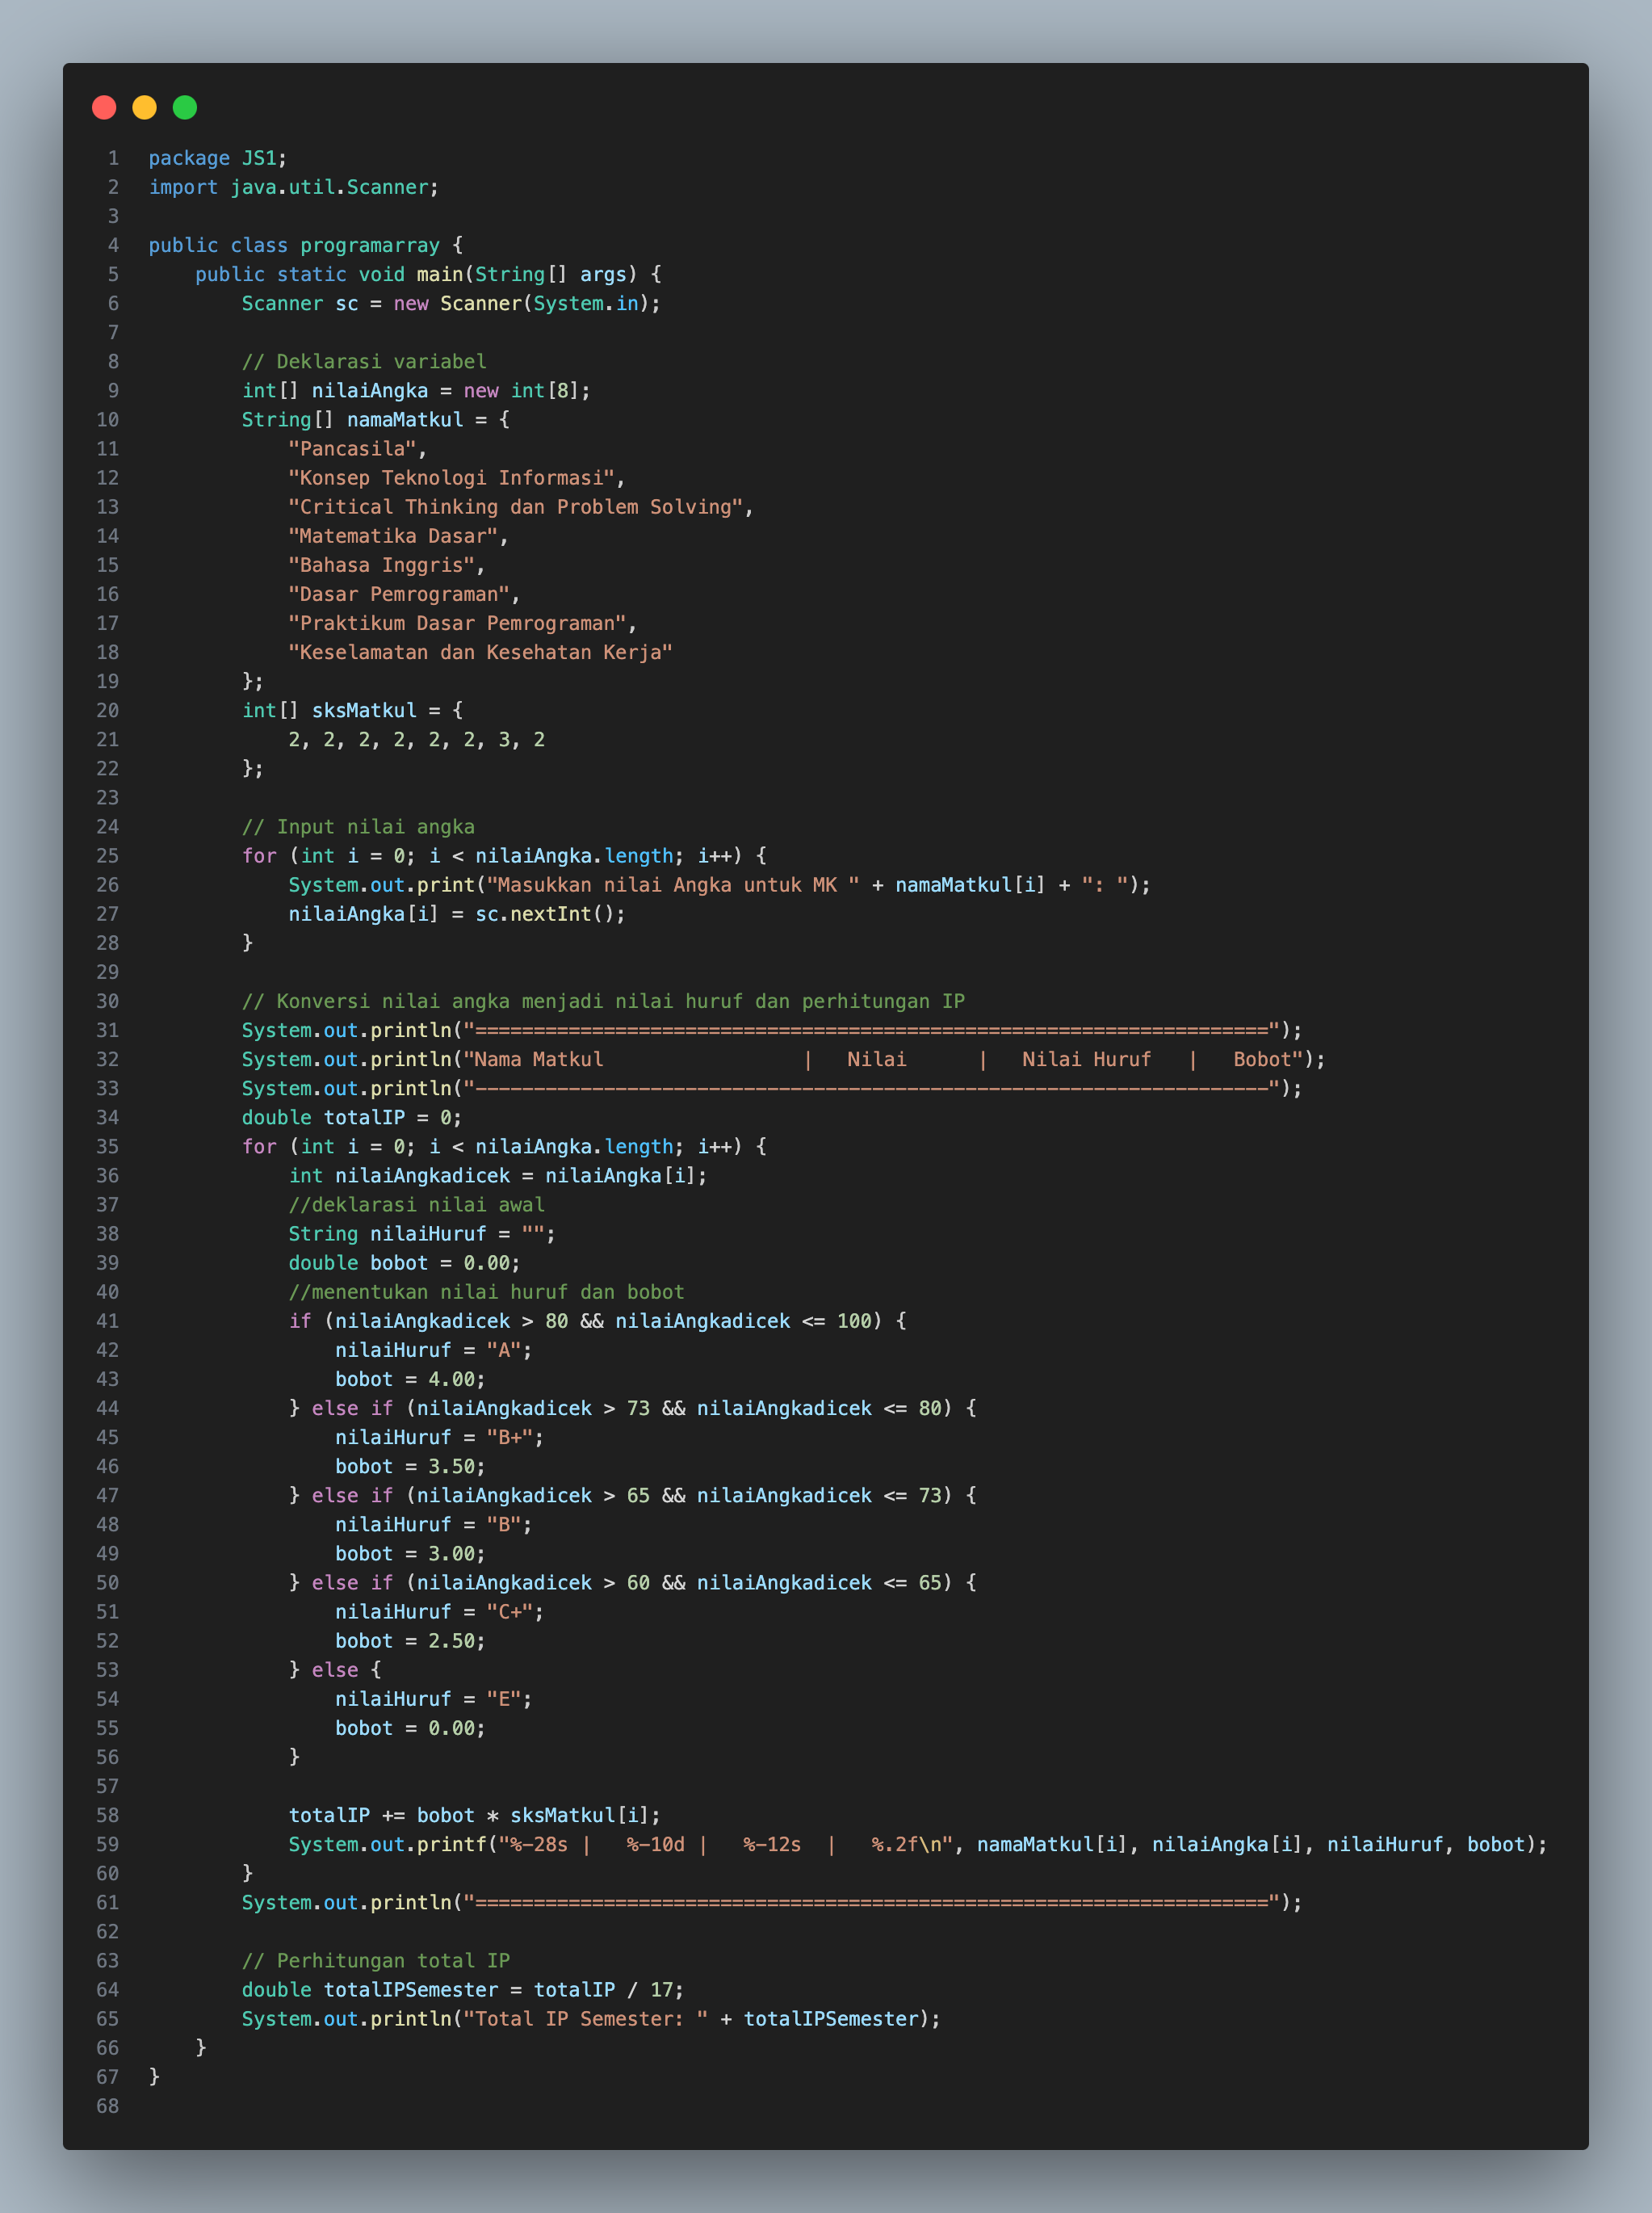 1 package JS1;
2 import java.util.Scanner;
3
4 public class programarray {
5     public static void main(String[] args) {
6         Scanner sc = new Scanner(System.in);
7
8         // Deklarasi variabel
9         int[] nilaiAngka = new int[8];
10         String[] namaMatkul = {
11             "Pancasila",
12             "Konsep Teknologi Informasi",
13             "Critical Thinking dan Problem Solving",
14             "Matematika Dasar",
15             "Bahasa Inggris",
16             "Dasar Pemrograman",
17             "Praktikum Dasar Pemrograman",
18             "Keselamatan dan Kesehatan Kerja"
19         };
20         int[] sksMatkul = {
21             2, 2, 2, 2, 2, 2, 3, 2
22         };
23
24         // Input nilai angka
25         for (int i = 0; i < nilaiAngka.length; i++) {
26             System.out.print("Masukkan nilai Angka untuk MK " + namaMatkul[i] + ": ");
27             nilaiAngka[i] = sc.nextInt();
28         }
29
30         // Konversi nilai angka menjadi nilai huruf dan perhitungan IP
31         System.out.println("====================================================================");
32         System.out.println("Nama Matkul                 |   Nilai      |   Nilai Huruf   |   Bobot");
33         System.out.println("--------------------------------------------------------------------");
34         double totalIP = 0;
35         for (int i = 0; i < nilaiAngka.length; i++) {
36             int nilaiAngkadicek = nilaiAngka[i];
37             //deklarasi nilai awal
38             String nilaiHuruf = "";
39             double bobot = 0.00;
40             //menentukan nilai huruf dan bobot
41             if (nilaiAngkadicek > 80 && nilaiAngkadicek <= 100) {
42                 nilaiHuruf = "A";
43                 bobot = 4.00;
44             } else if (nilaiAngkadicek > 73 && nilaiAngkadicek <= 80) {
45                 nilaiHuruf = "B+";
46                 bobot = 3.50;
47             } else if (nilaiAngkadicek > 65 && nilaiAngkadicek <= 73) {
48                 nilaiHuruf = "B";
49                 bobot = 3.00;
50             } else if (nilaiAngkadicek > 60 && nilaiAngkadicek <= 65) {
51                 nilaiHuruf = "C+";
52                 bobot = 2.50;
53             } else {
54                 nilaiHuruf = "E";
55                 bobot = 0.00;
56             }
57
58             totalIP += bobot * sksMatkul[i];
59             System.out.printf("%-28s |   %-10d |   %-12s  |   %.2f\n", namaMatkul[i], nilaiAngka[i], nilaiHuruf, bobot);
60         }
61         System.out.println("====================================================================");
62
63         // Perhitungan total IP
64         double totalIPSemester = totalIP / 17;
65         System.out.println("Total IP Semester: " + totalIPSemester);
66     }
67 }
68